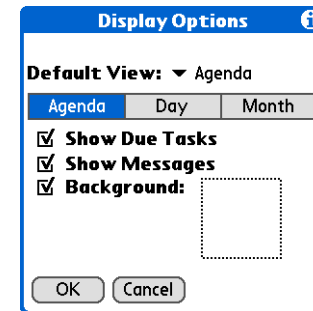 Display Options
Default View: Agenda
Agenda Day Month
Show Due Tasks
Show Messages
Background:
OK Cancel